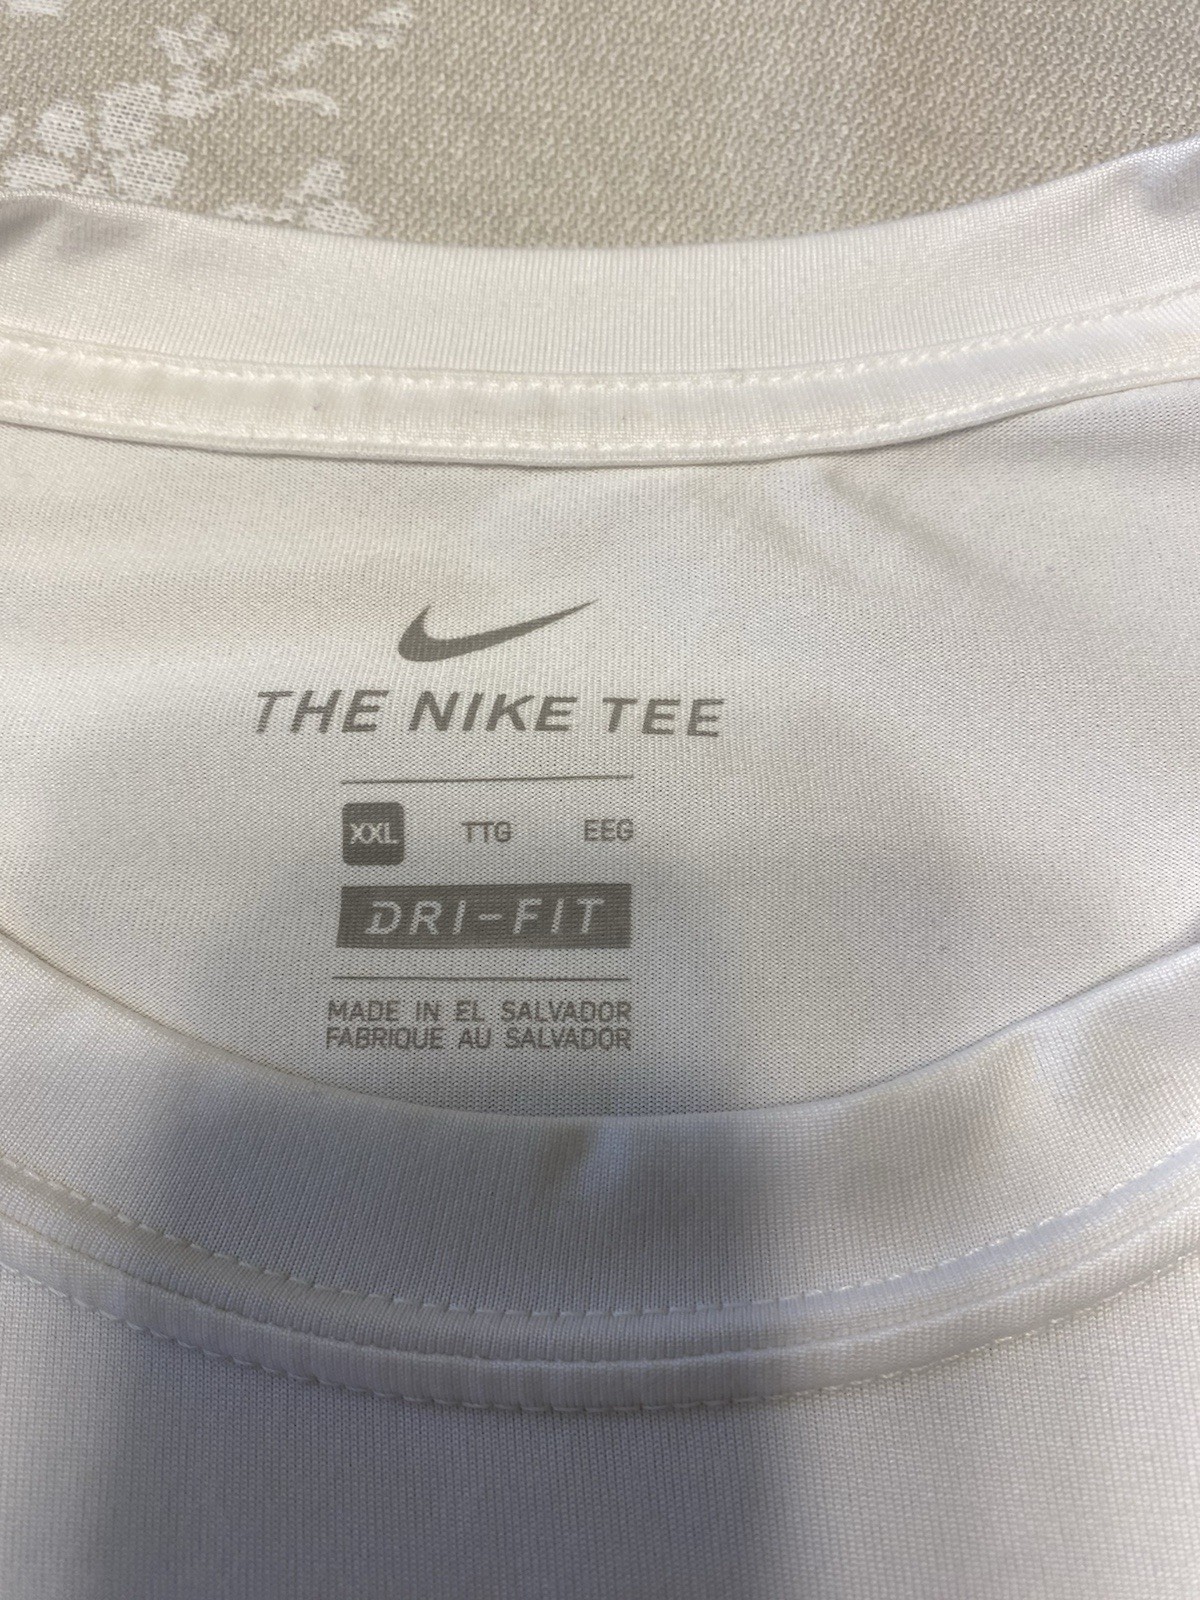 THE NIKE TEE
XXL TTG EEG
DRI-FIT
MADE IN EL SALVADOR
FABRIQUE AU SALVADOR